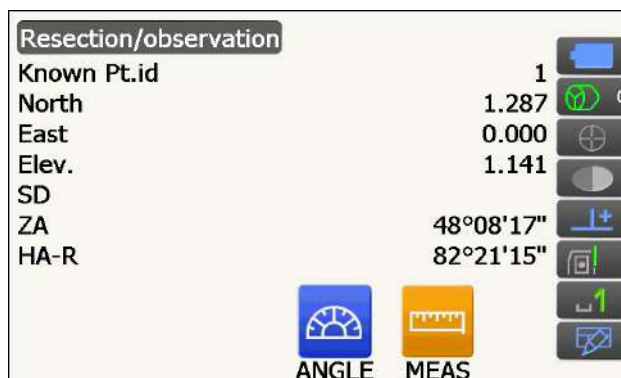 Resection/observation
Known Pt.id 1
North 1.287
East 0.000
Elev. 1.141
SD
ZA 48°08'17"
HA-R 82°21'15"
1
ANGLE MEAS